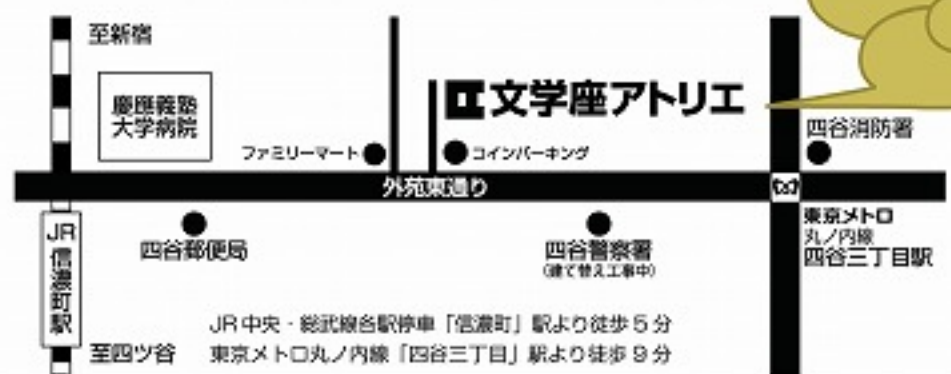 至新宿
慶應義塾
大学病院
文学座アトリエ
四谷消防署
ファミリーマート
コインパーキング
外苑東通り
JR信濃町駅
四谷郵便局
四谷警察署
(建て替え工事中)
東京メトロ
丸ノ内線
四谷三丁目駅
JR中央・総武線各駅停車「信濃町」駅より徒歩5分
至四ツ谷
東京メトロ丸ノ内線「四谷三丁目」駅より徒歩9分